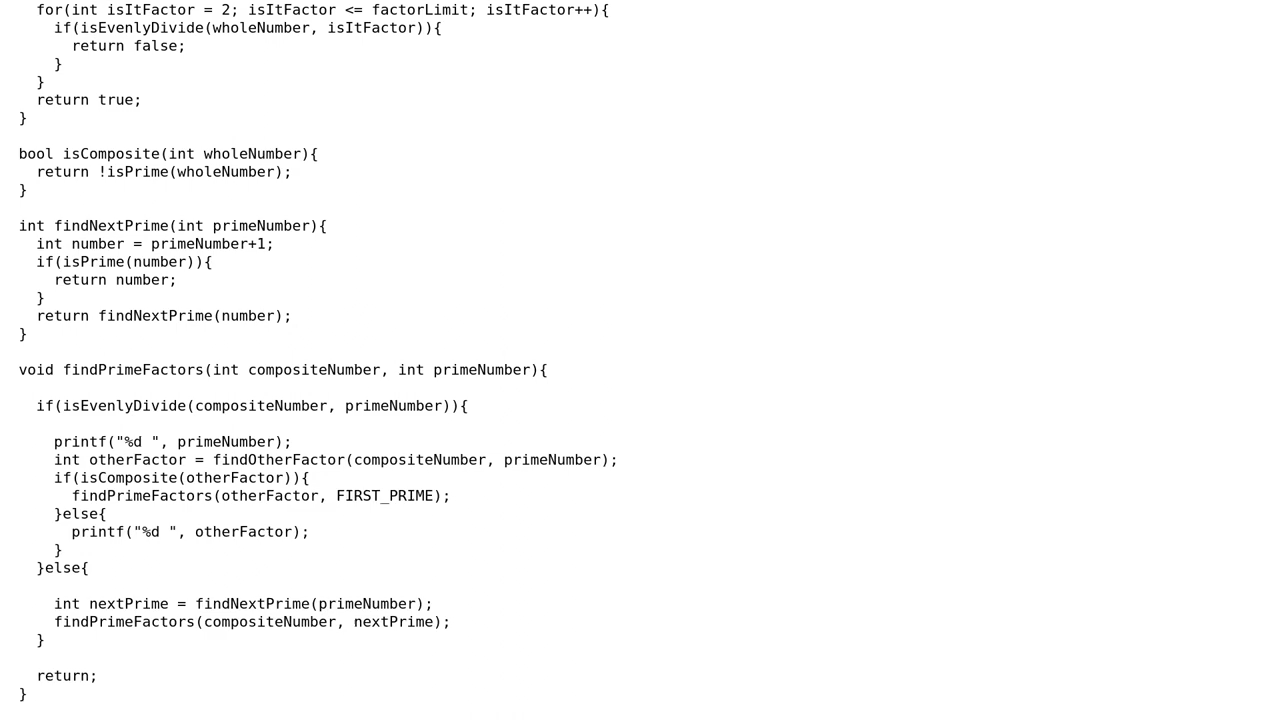 for(int isItFactor = 2; isItFactor <= factorLimit; isItFactor++){
if(isEvenlyDivide(wholeNumber, isItFactor)){
return false;
}
}
return true;
}
bool isComposite(int wholeNumber){
return !isPrime(wholeNumber);
}
int findNextPrime(int primeNumber){
int number = primeNumber+1;
if(isPrime(number)){
return number;
}
return findNextPrime(number);
}
void findPrimeFactors(int compositeNumber, int primeNumber){
if(isEvenlyDivide(compositeNumber, primeNumber)){
printf("%d ", primeNumber);
int otherFactor = findOtherFactor(compositeNumber, primeNumber);
if(isComposite(otherFactor)){
findPrimeFactors(otherFactor, FIRST_PRIME);
}else{
printf("%d ", otherFactor);
}
}else{
int nextPrime = findNextPrime(primeNumber);
findPrimeFactors(compositeNumber, nextPrime);
}
return;
}